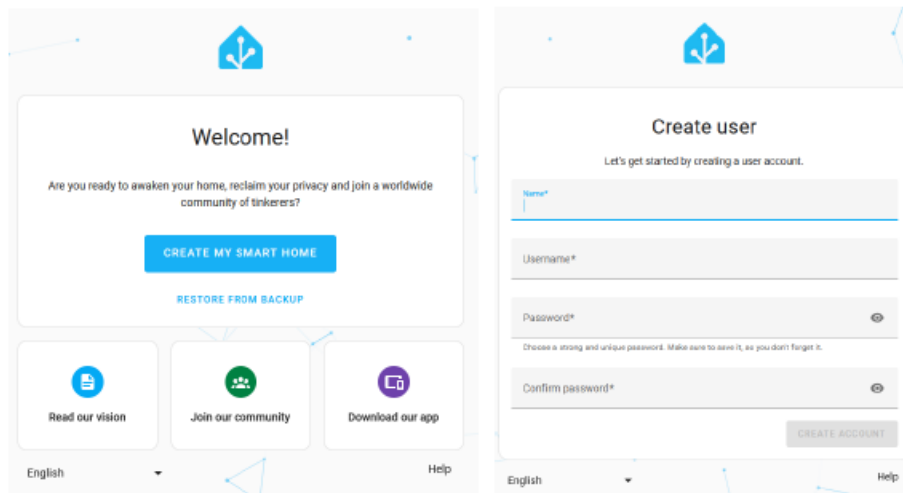 Welcome!
Are you ready to awaken your home, reclaim your privacy and join a worldwide
community of tinkerers?
CREATE MY SMART HOME
RESTORE FROM BACKUP
Read our vision
Join our community
Download our app
English
Help
Create user
Let's get started by creating a user account.
Name*
Username*
Password*
Choose a strong and unique password. Make sure to save it, so you don't forget it.
Confirm password*
CREATE ACCOUNT
English
Help